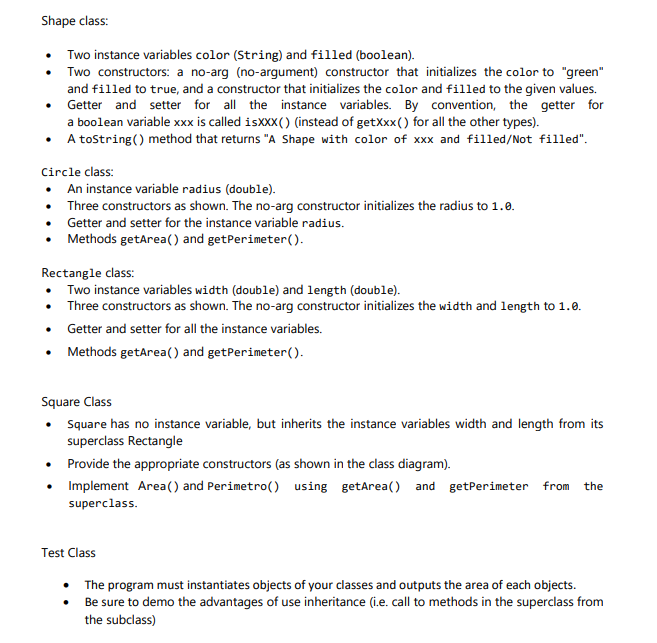 Shape class:
• Two instance variables color (String) and filled (boolean).
• Two constructors: a no-arg (no-argument) constructor that initializes the color to "green"
and filled to true, and a constructor that initializes the color and filled to the given values.
• Getter and setter for all the instance variables. By convention, the getter for
a boolean variable xxx is called isXXX() (instead of getXxx() for all the other types).
• A toString() method that returns "A Shape with color of xxx and filled/Not filled".
Circle class:
• An instance variable radius (double).
• Three constructors as shown. The no-arg constructor initializes the radius to 1.0.
• Getter and setter for the instance variable radius.
• Methods getArea() and getPerimeter().
Rectangle class:
• Two instance variables width (double) and length (double).
• Three constructors as shown. The no-arg constructor initializes the width and length to 1.0.
• Getter and setter for all the instance variables.
• Methods getArea() and getPerimeter().
Square Class
• Square has no instance variable, but inherits the instance variables width and length from its
superclass Rectangle
• Provide the appropriate constructors (as shown in the class diagram).
• Implement Area() and Perimetro() using getArea() and getPerimeter from the
superclass.
Test Class
• The program must instantiates objects of your classes and outputs the area of each objects.
• Be sure to demo the advantages of use inheritance (i.e. call to methods in the superclass from
the subclass)